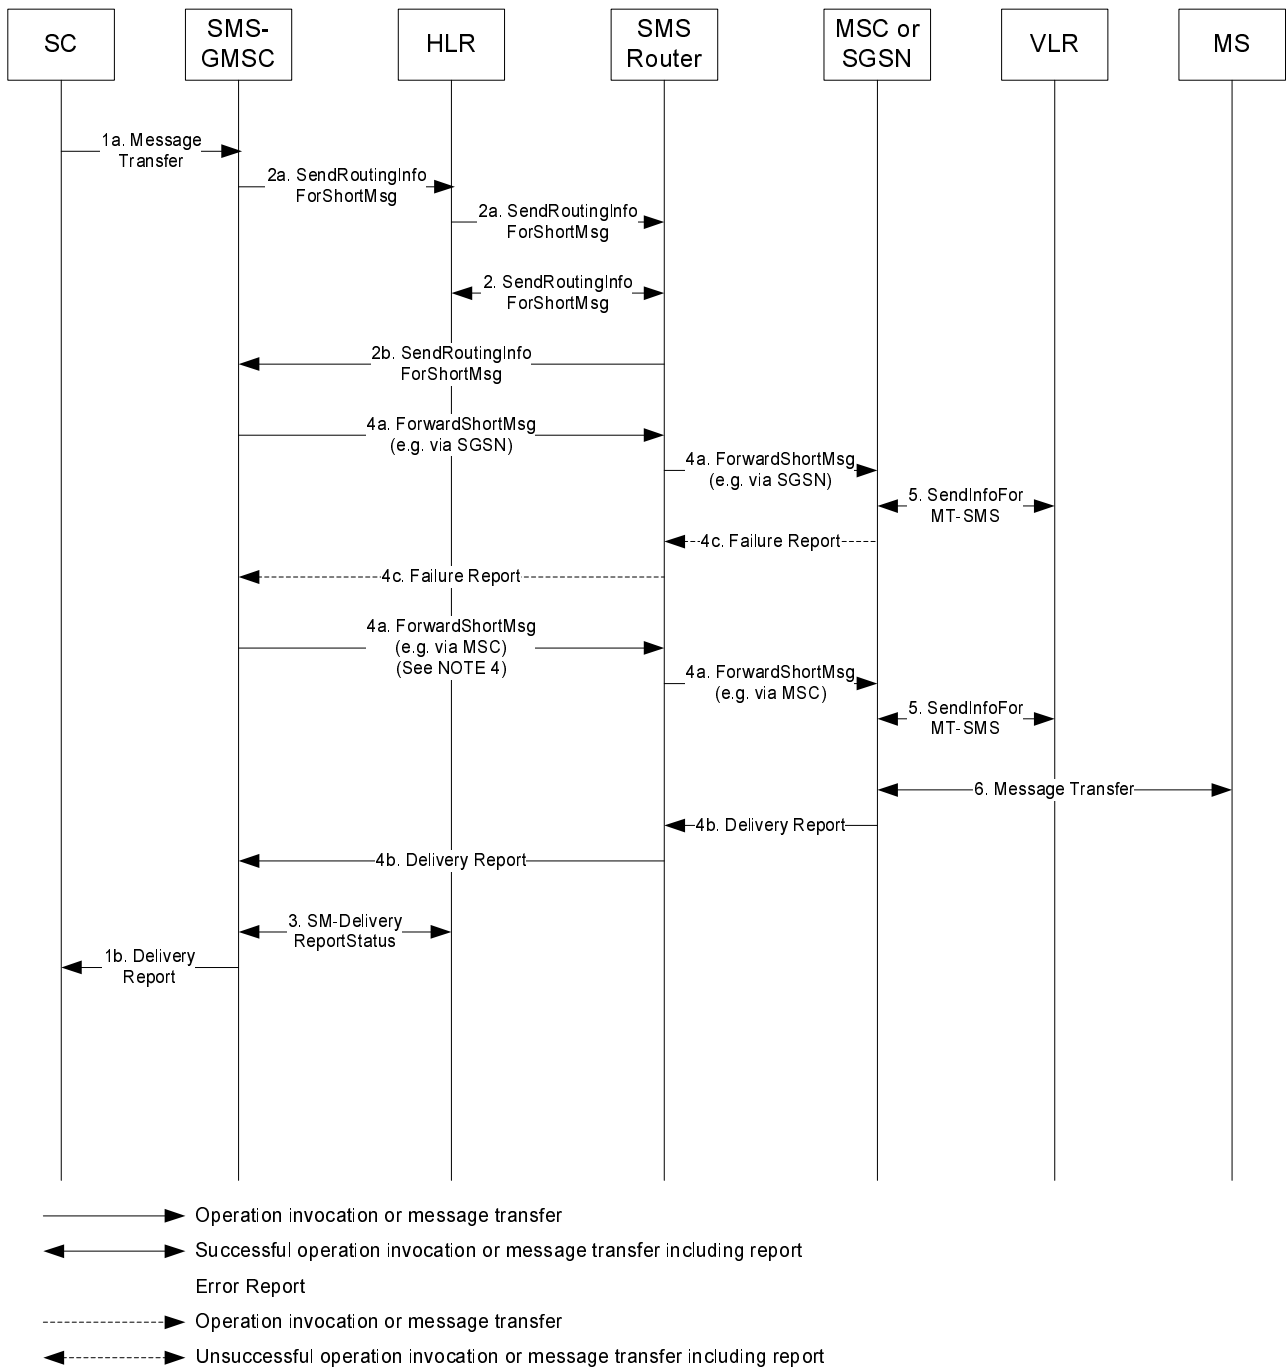 SC
SMS-
GMSC
HLR
SMS
Router
MSC or
SGSN
VLR
MS
1a. Message
Transfer
2a. SendRoutingInfo
ForShortMsg
2a. SendRoutingInfo
ForShortMsg
2. SendRoutingInfo
ForShortMsg
2b. SendRoutingInfo
ForShortMsg
4a. ForwardShortMsg
(e.g. via SGSN)
4a. ForwardShortMsg
(e.g. via SGSN)
5. SendInfoFor
MT-SMS
4c. Failure Report
4c. Failure Report
4a. ForwardShortMsg
(e.g. via MSC)
(See NOTE 4)
4a. ForwardShortMsg
(e.g. via MSC)
5. SendInfoFor
MT-SMS
6. Message Transfer
4b. Delivery Report
4b. Delivery Report
3. SM-Delivery
ReportStatus
1b. Delivery
Report
Operation invocation or message transfer
Successful operation invocation or message transfer including report
Error Report
Operation invocation or message transfer
Unsuccessful operation invocation or message transfer including report